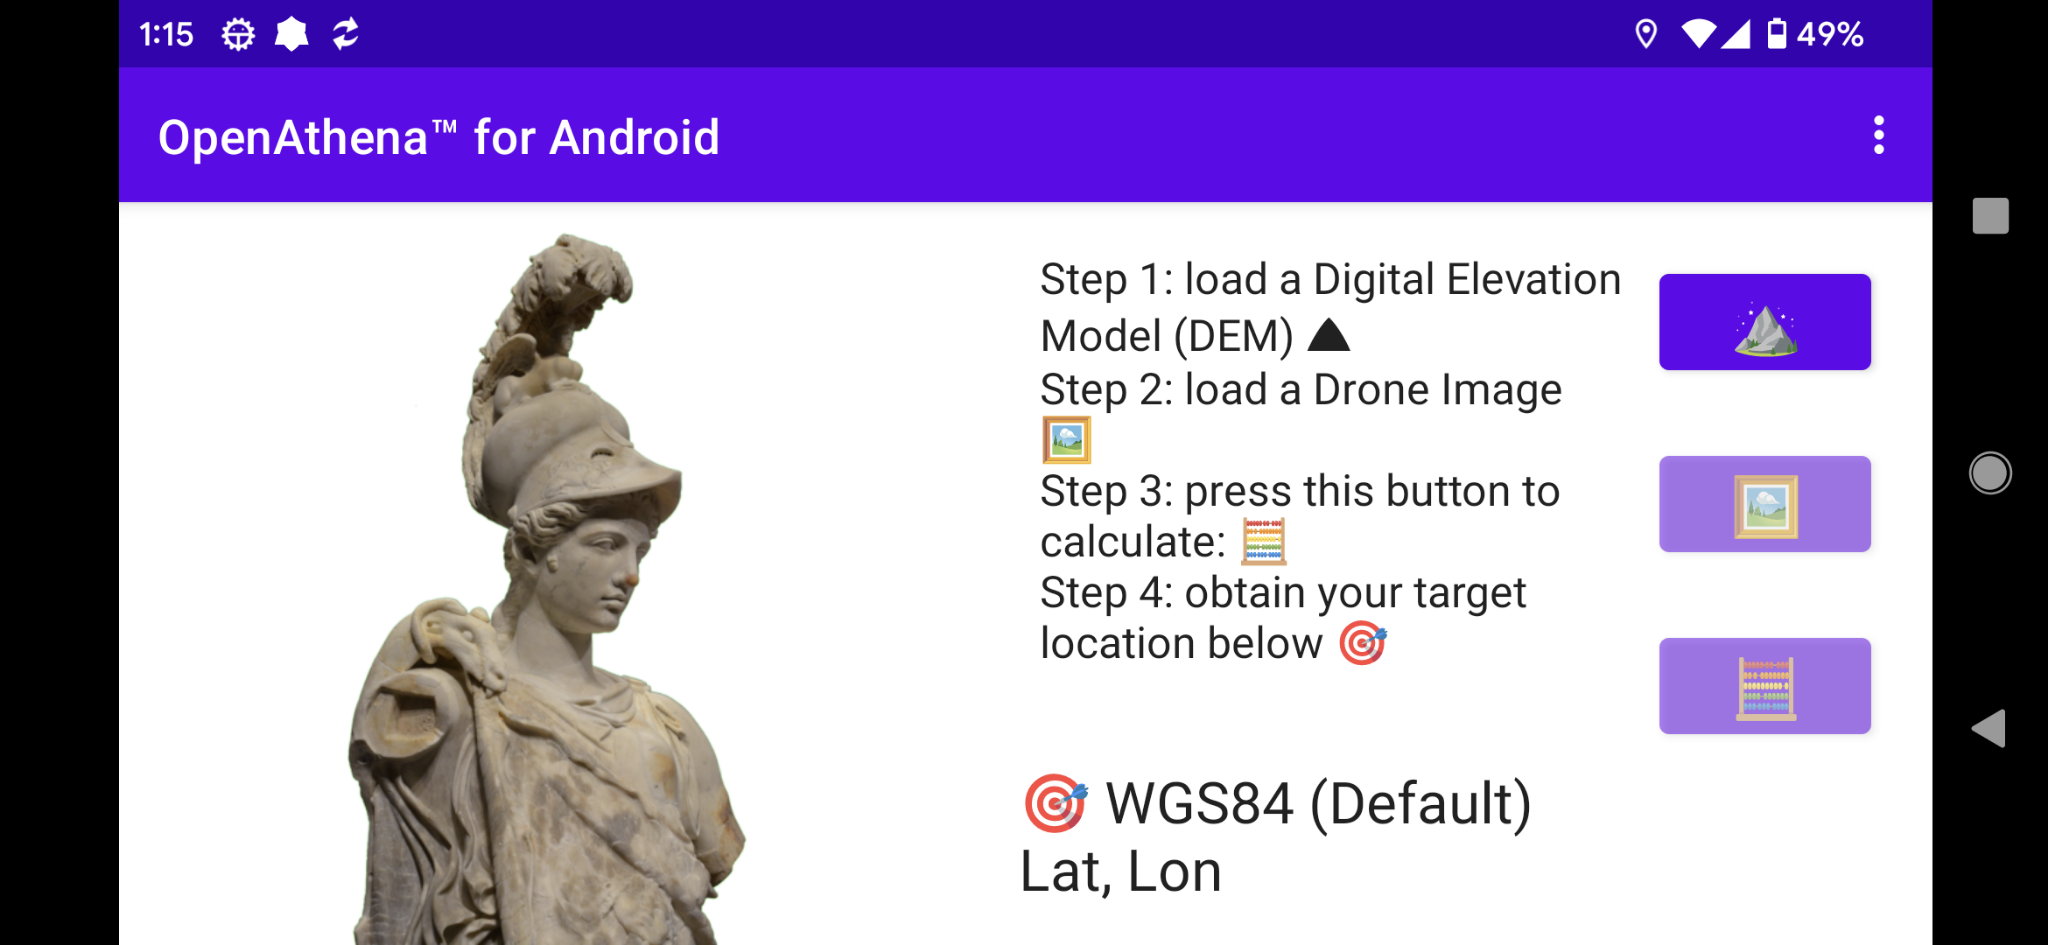 1:15
49%
OpenAthena™ for Android
Step 1: load a Digital Elevation
Model (DEM)
Step 2: load a Drone Image
Step 3: press this button to
calculate: 🧮
Step 4: obtain your target
location below 🎯
🎯 WGS84 (Default)
Lat, Lon